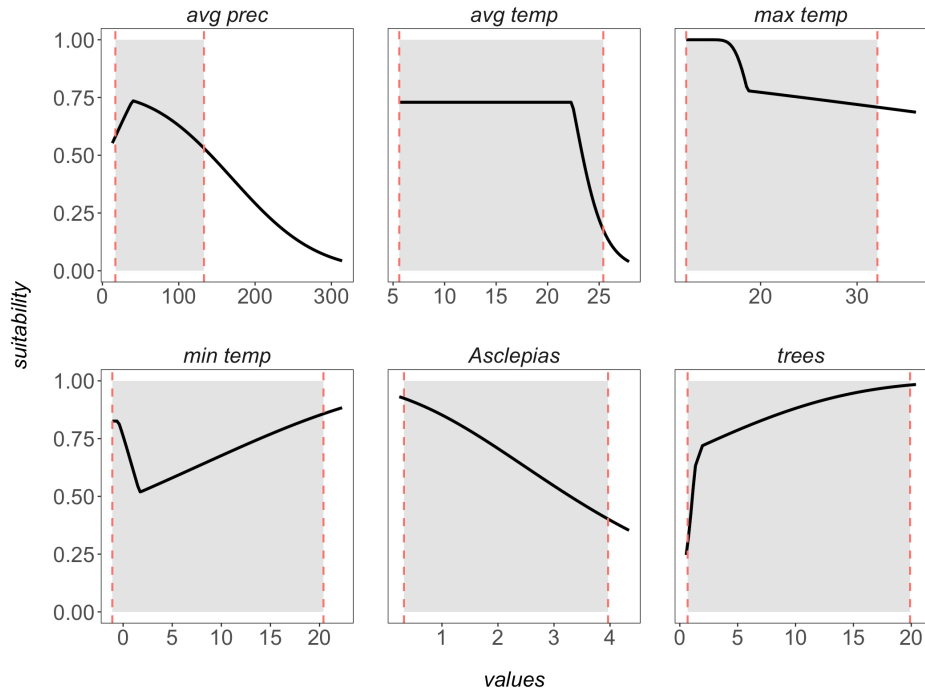 avg prec
avg temp
max temp
1.00
0.75
0.50
0.25
0.00
0 100 200 300
5 10 15 20 25
20 30
suitability
min temp
Asclepias
trees
1.00
0.75
0.50
0.25
0.00
0 5 10 15 20
1 2 3 4
0 5 10 15 20
values